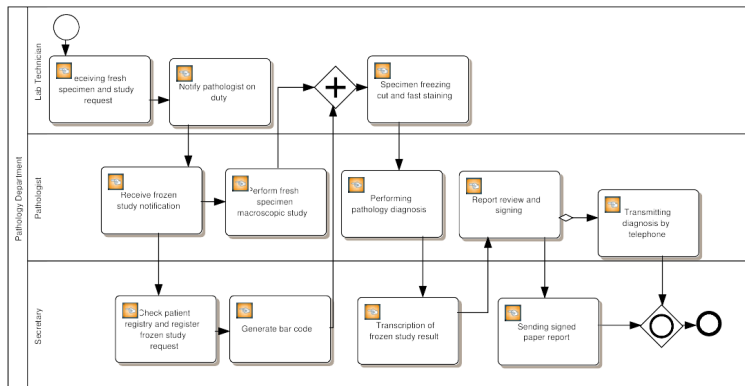 Pathology Department
Lab Technician
eceiving fresh
specimen and study
request
Notify pathologist on
duty
Specimen freezing
cut and fast staining
Pathologist
Receive frozen
study notification
Perform fresh
specimen
macroscopic study
Performing
pathology diagnosis
Report review and
signing
Transmitting
diagnosis by
telephone
Secretary
Check patient
registry and register
frozen study
request
Generate bar code
Transcription of
frozen study result
Sending signed
paper report